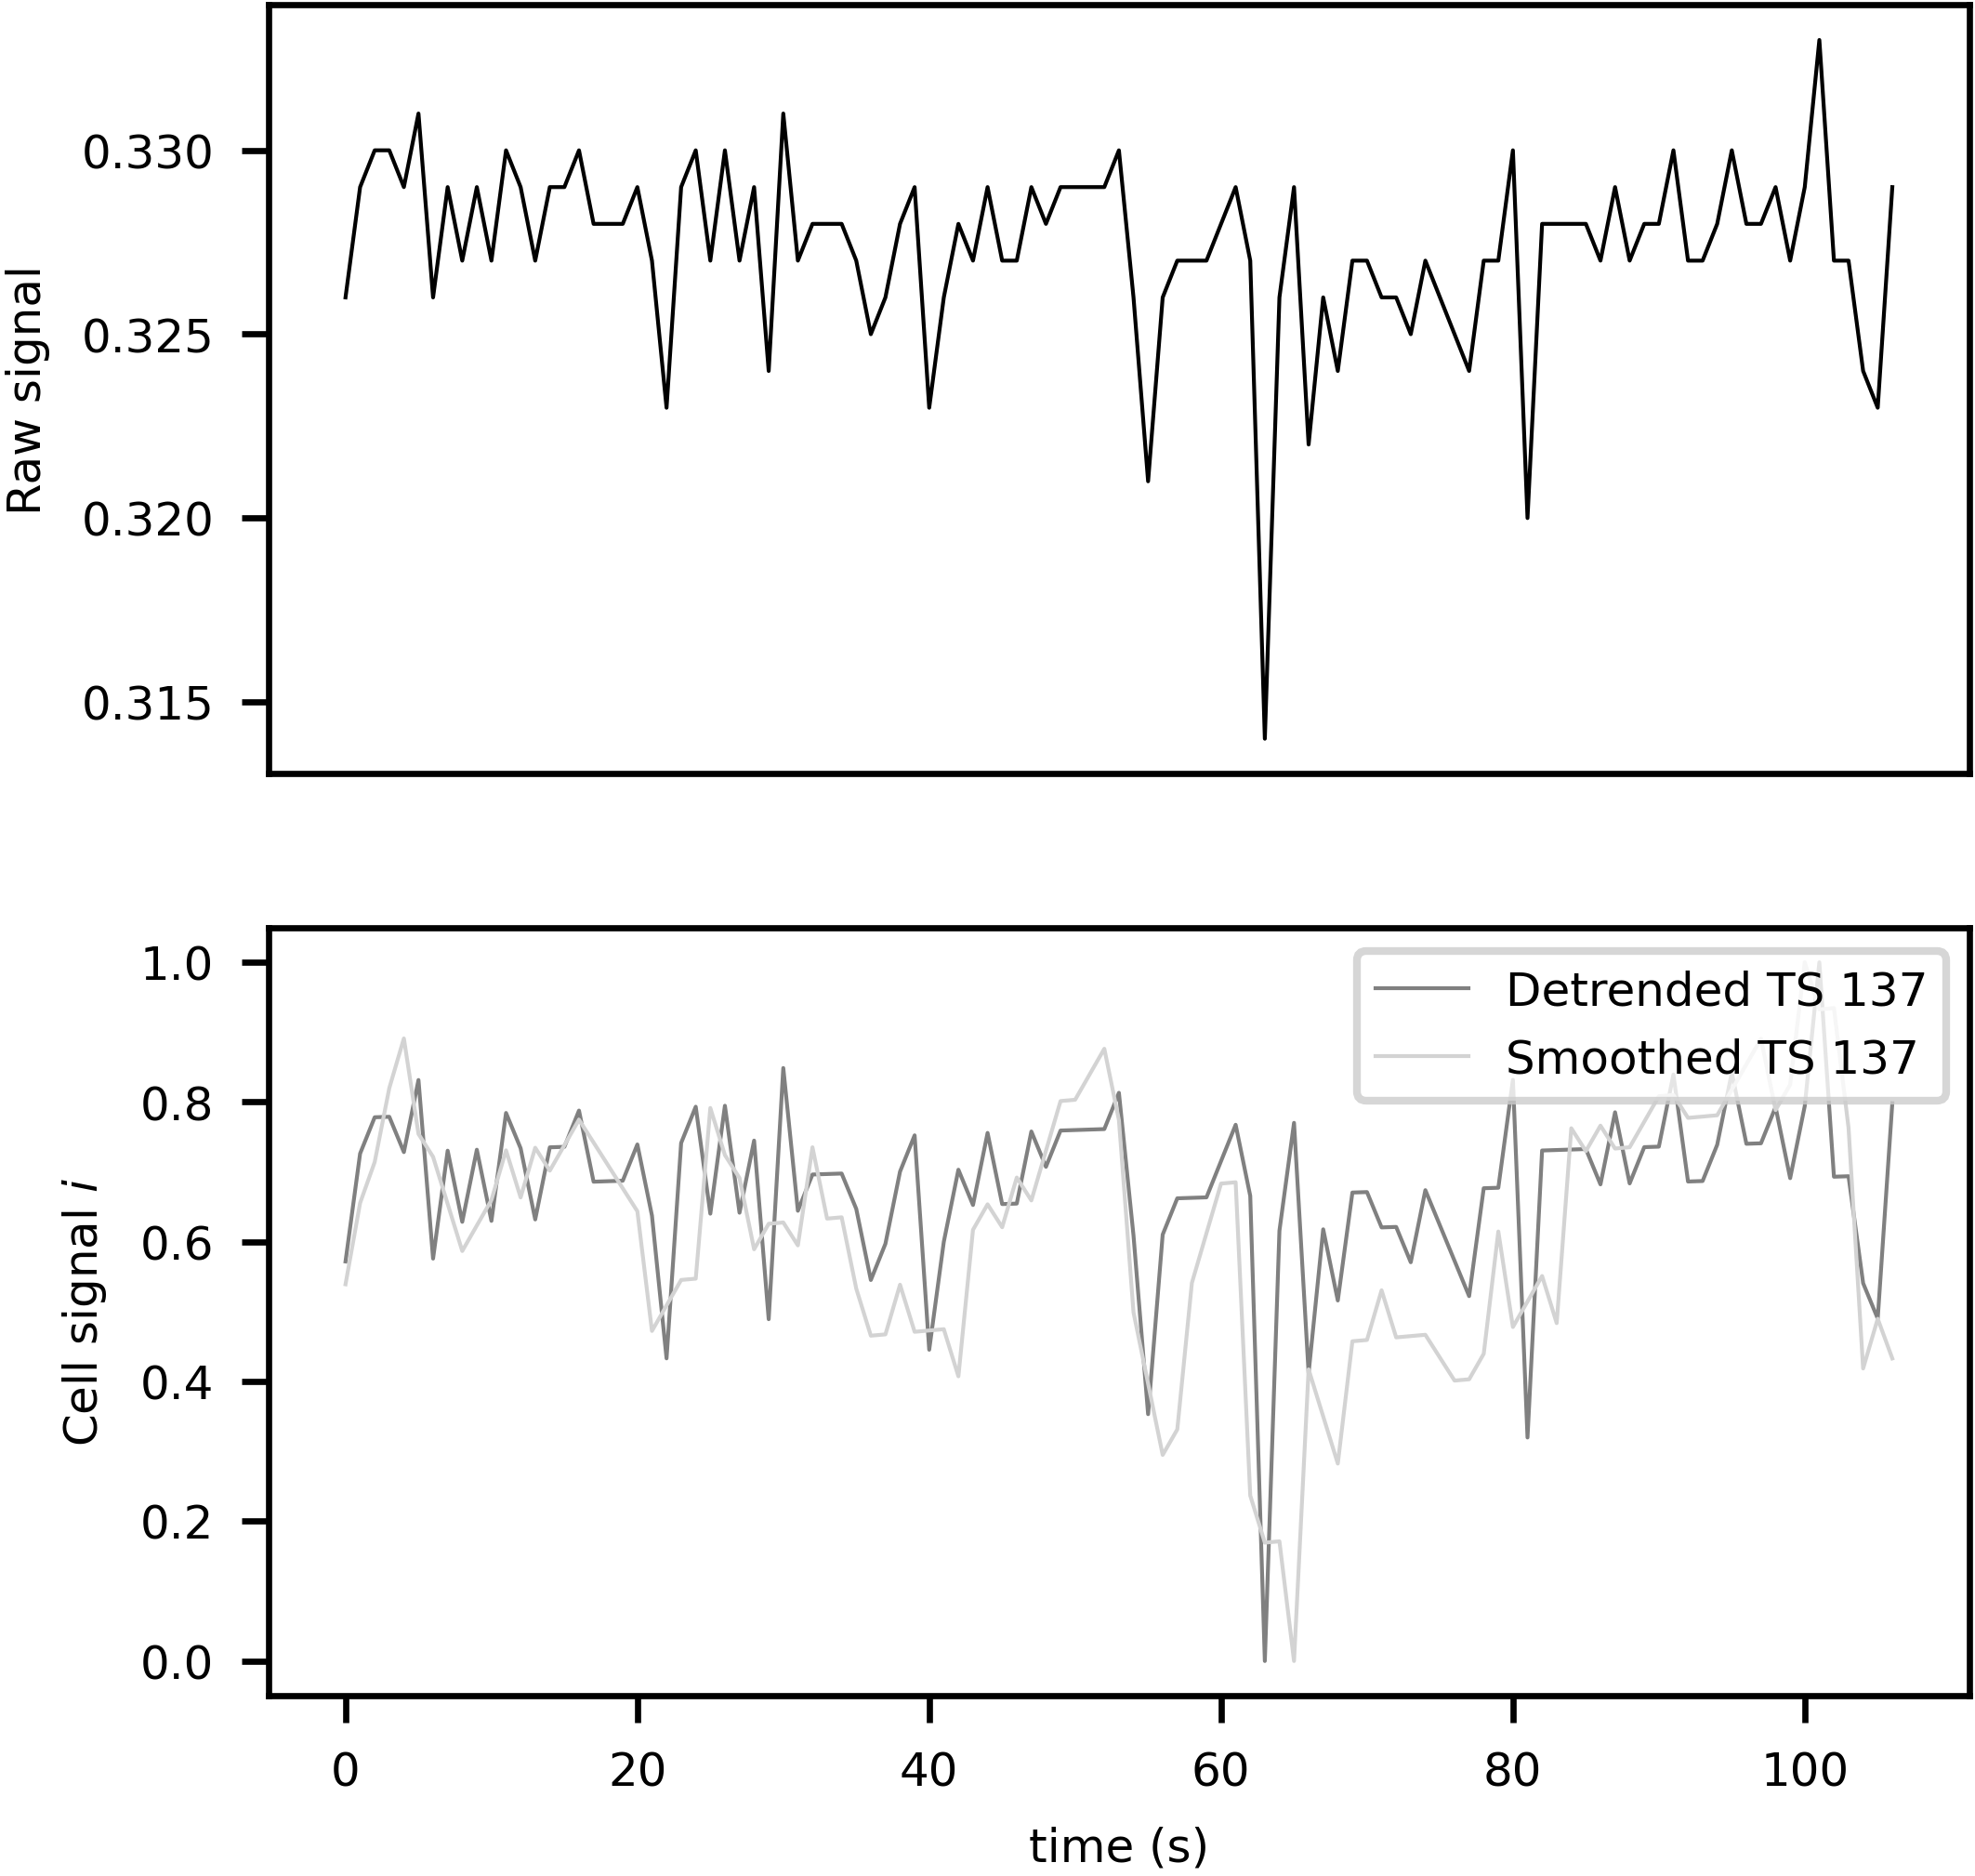 Raw signal
0.330
0.325
0.320
0.315
Cell signal i
1.0
0.8
0.6
0.4
0.2
0.0
Detrended TS 137
Smoothed TS 137
0 20 40 60 80 100
time (s)